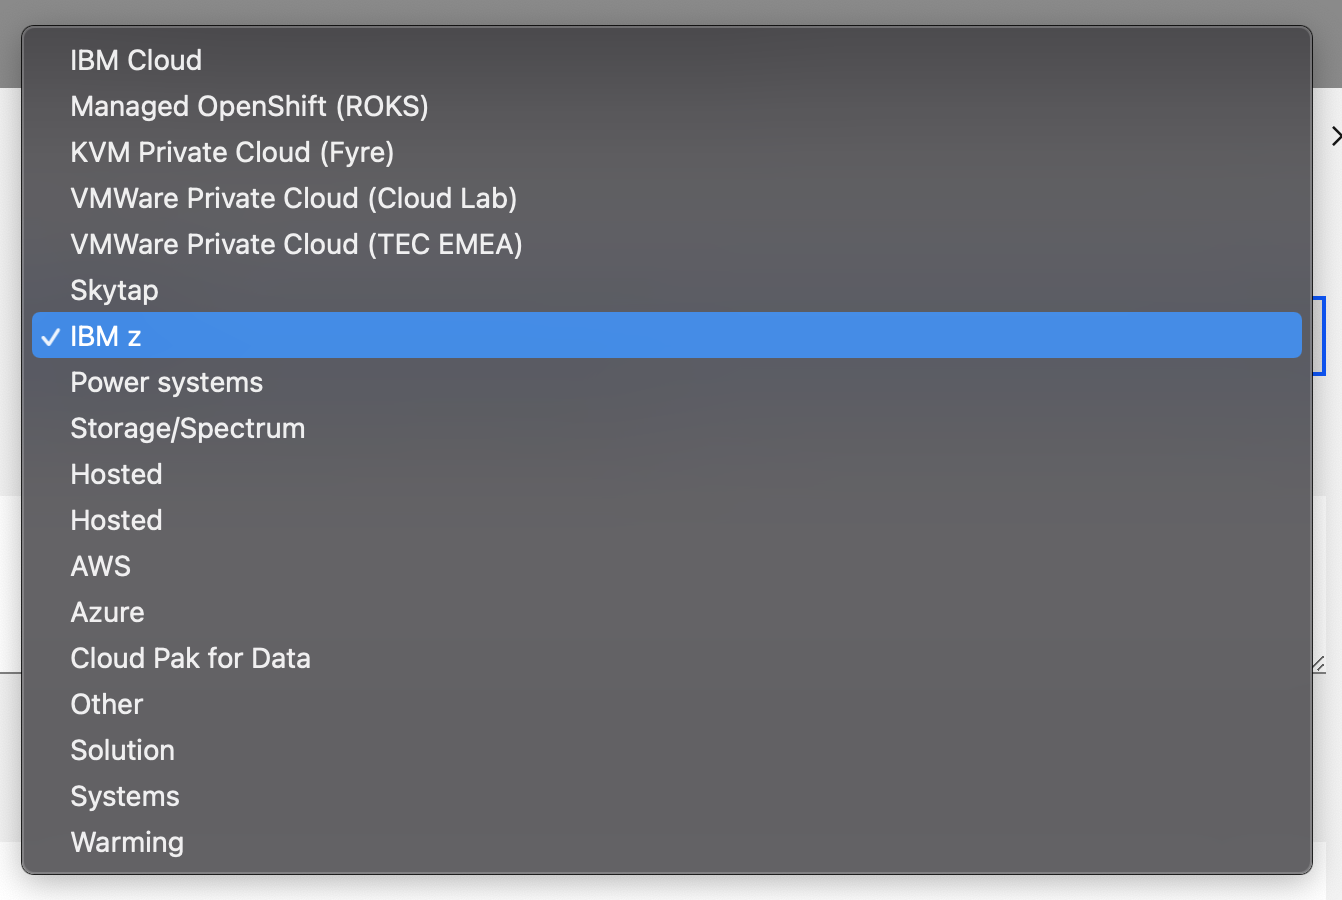 IBM Cloud
Managed OpenShift (ROKS)
KVM Private Cloud (Fyre)
VMWare Private Cloud (Cloud Lab)
VMWare Private Cloud (TEC EMEA)
Skytap
✓ IBM z
Power systems
Storage/Spectrum
Hosted
Hosted
AWS
Azure
Cloud Pak for Data
Other
Solution
Systems
Warming